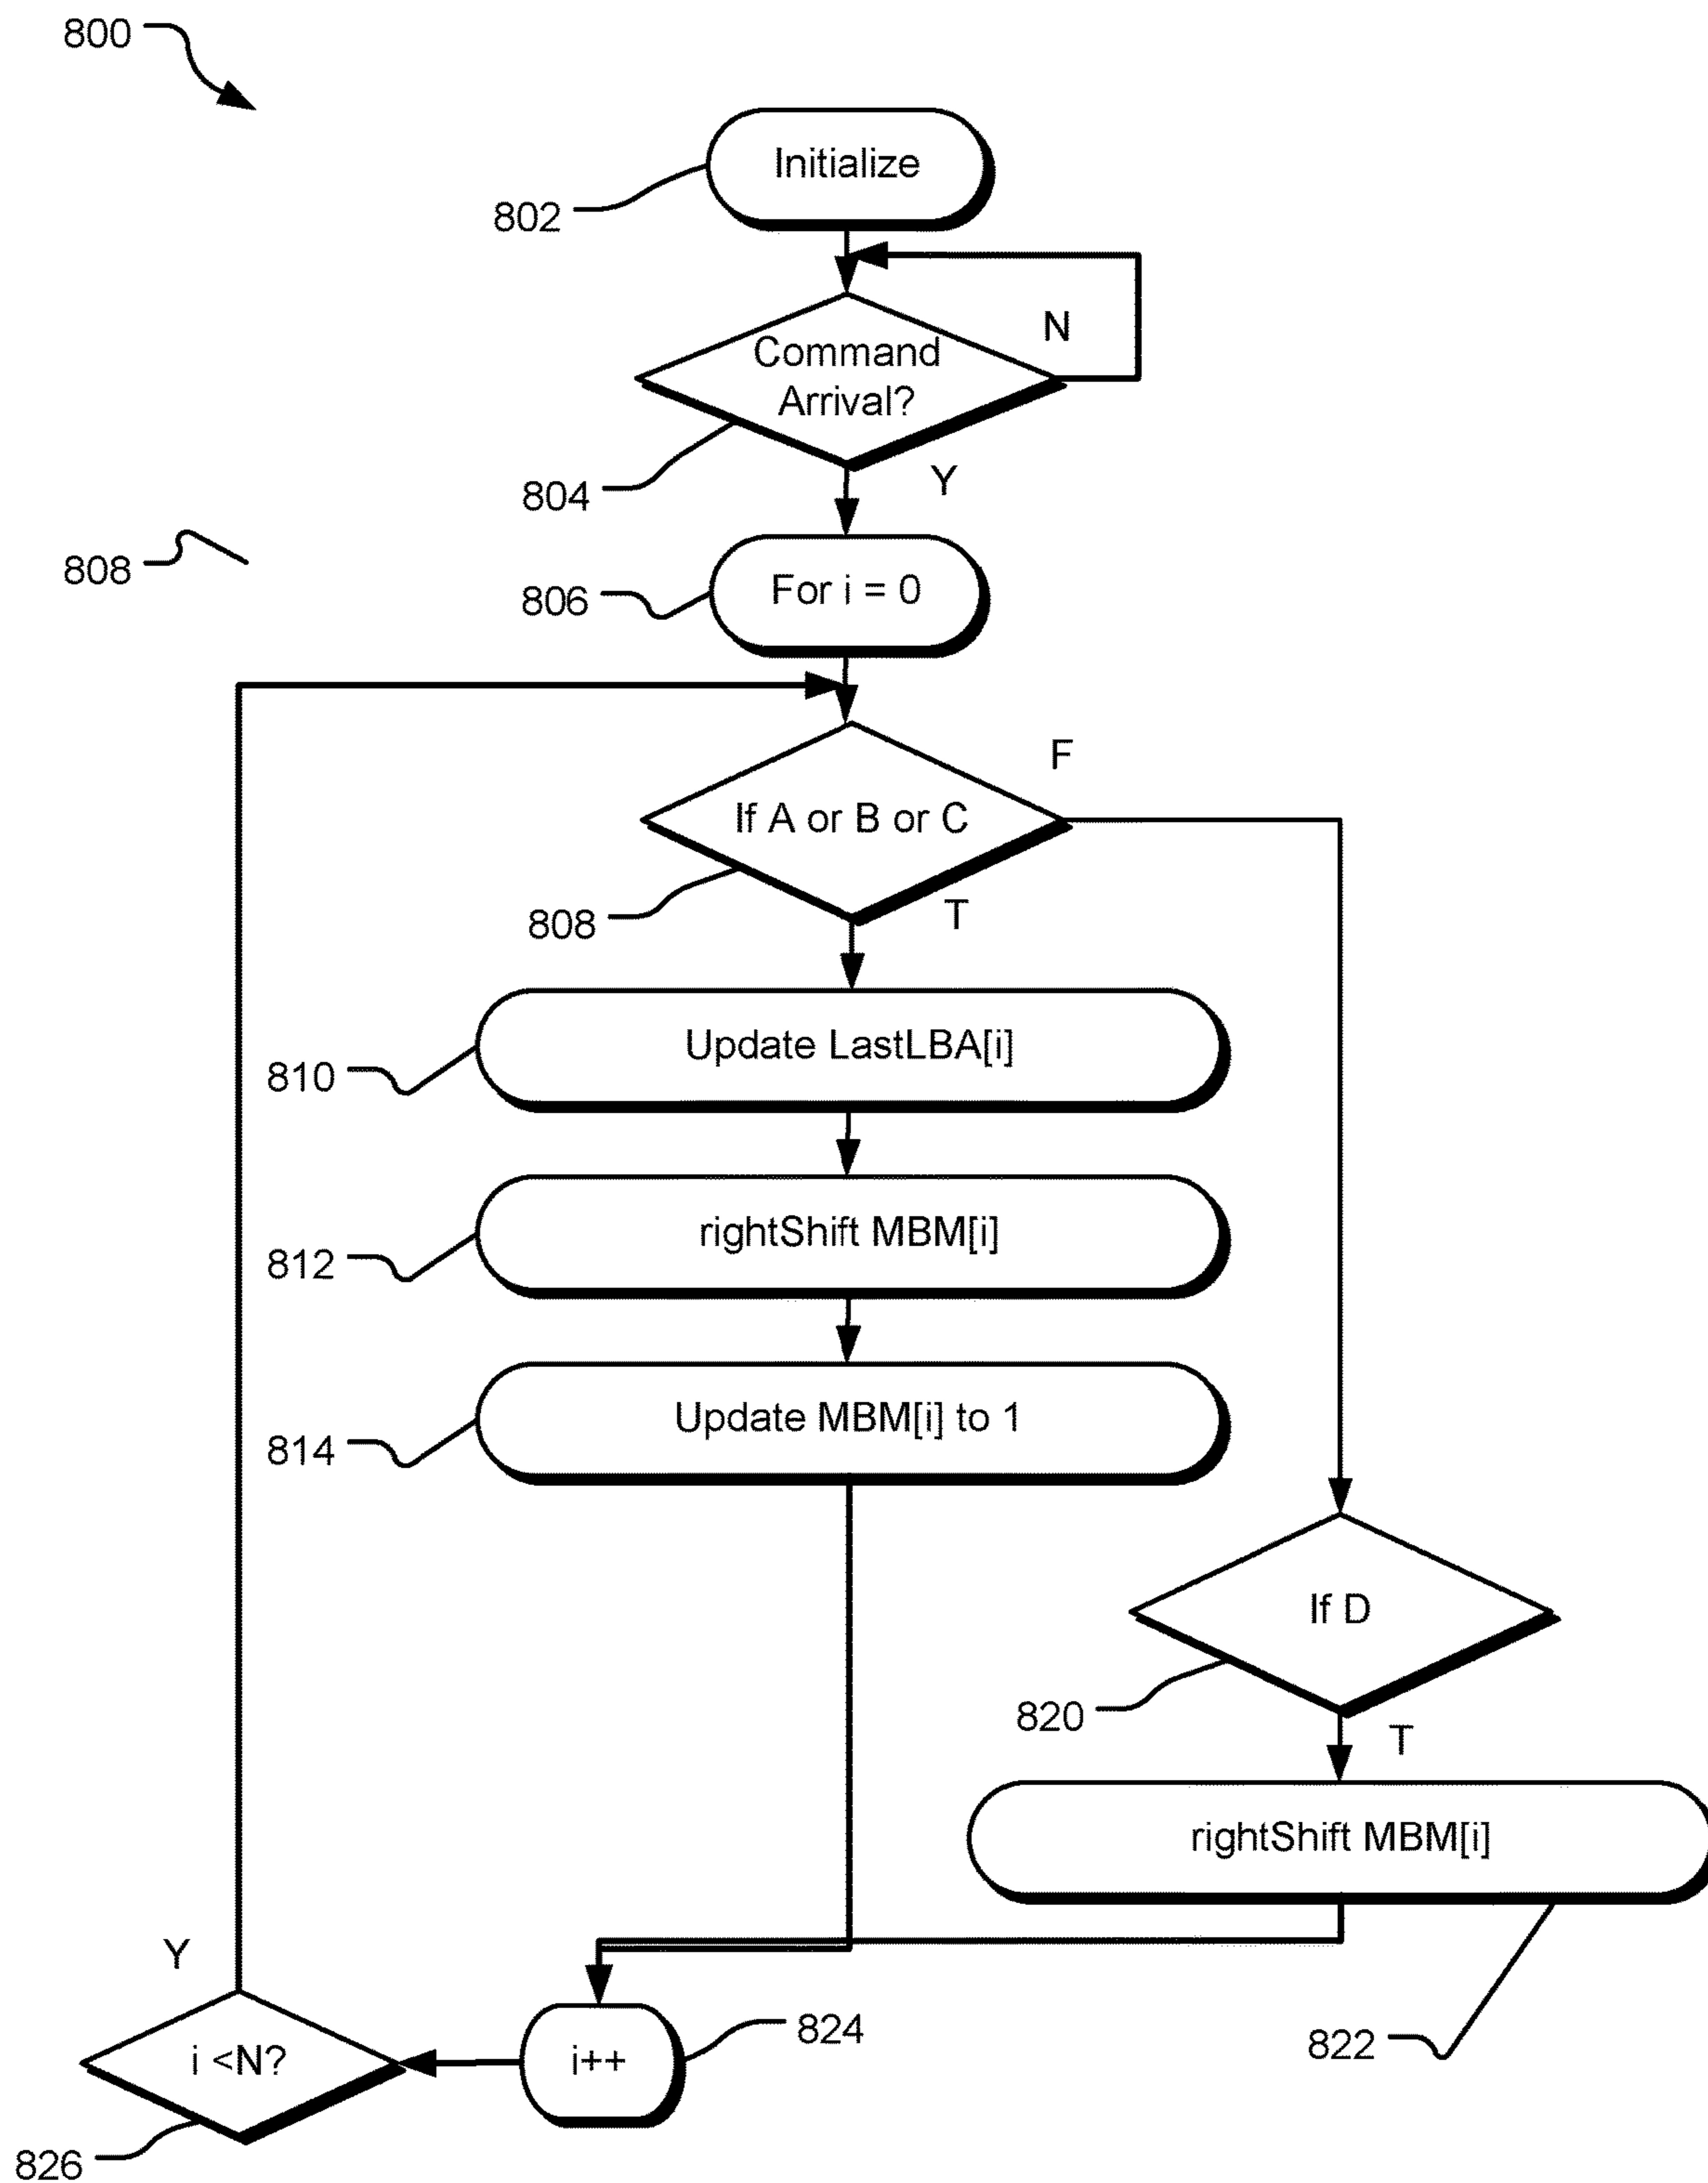 800
Initialize
802
N
Command
Arrival?
Y
804
808
For i = 0
806
F
If A or B or C
T
808
Update LastLBA[i]
810
rightShift MBM[i]
812
Update MBM[i] to 1
814
If D
820
T
rightShift MBM[i]
Y
824
822
i <N?
i++
826